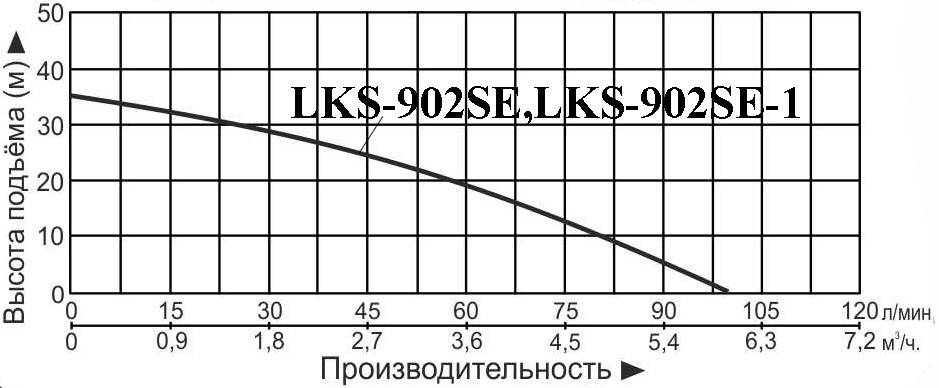 50
40
30
20
10
0
Высота подъёма (м) ►
LKS-902SE,LKS-902SE-1
0 15 30 45 60 75 90 105 120 л/мин,
0 0,9 1,8 2,7 3,6 4,5 5,4 6,3 7,2 м³/ч.
Производительность ►